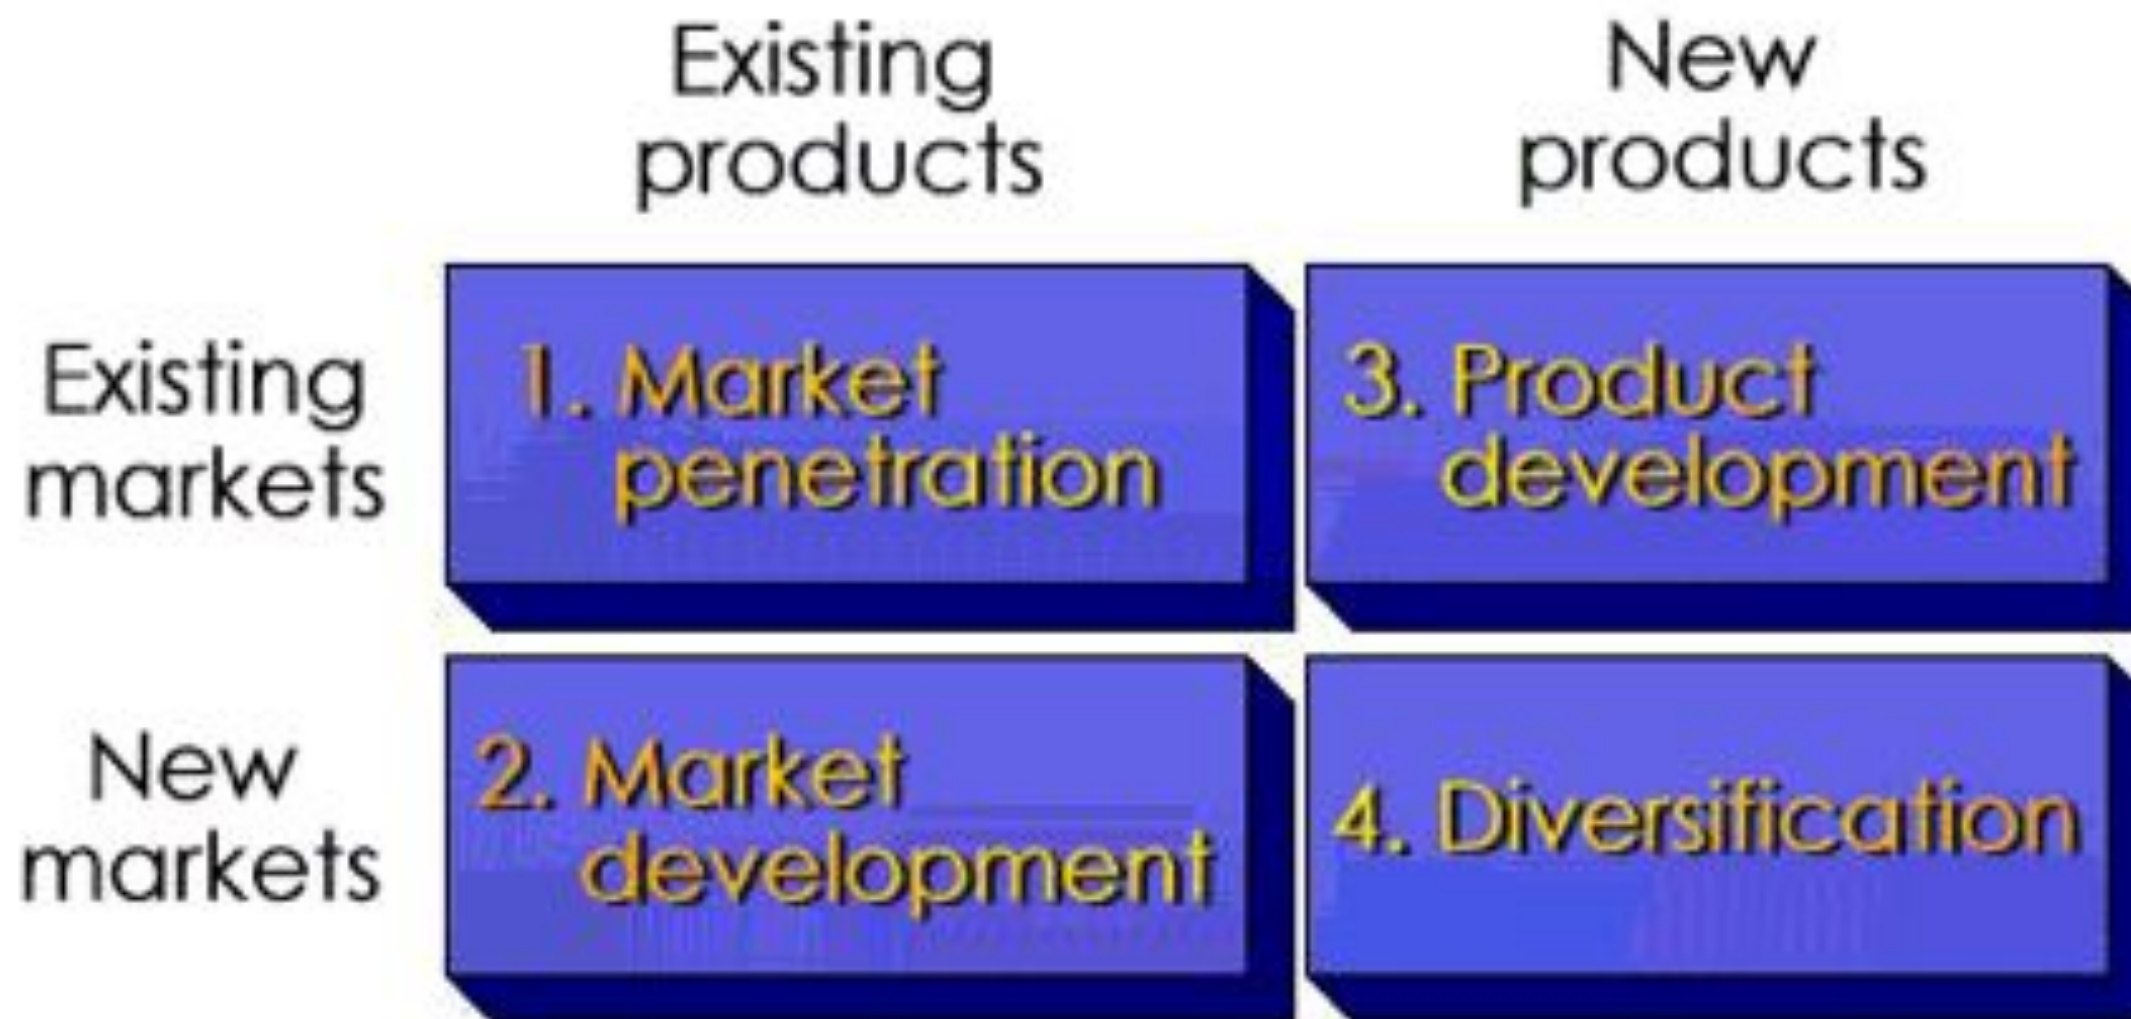 Existing
products
New
products
Existing
markets
1. Market
penetration
3. Product
development
New
markets
2. Market
development
4. Diversification